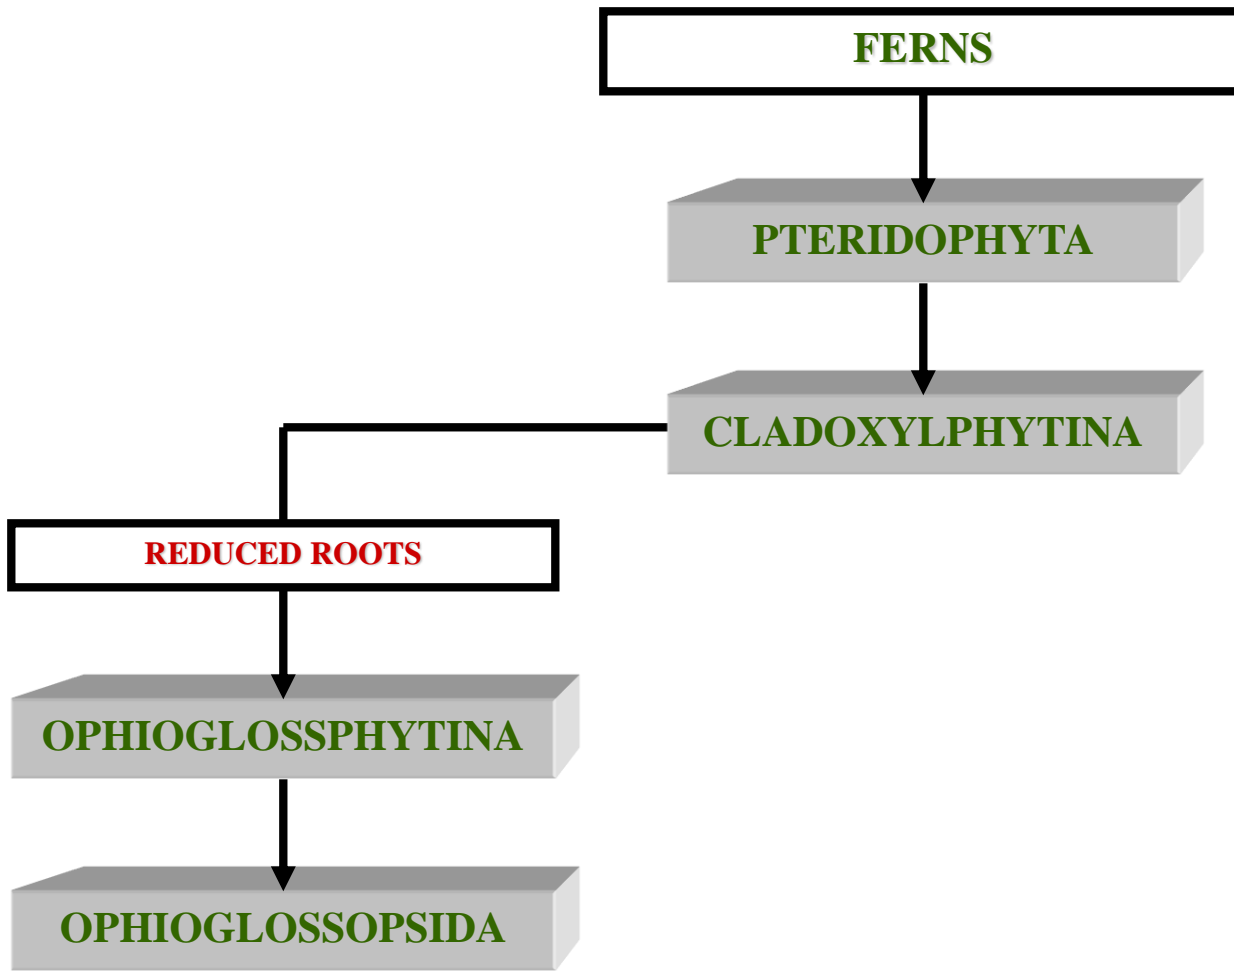 FERNS
PTERIDOPHYTA
CLADOXYLPHYTINA
REDUCED ROOTS
OPHIOGLOSSPHYTINA
OPHIOGLOSSOPSIDA